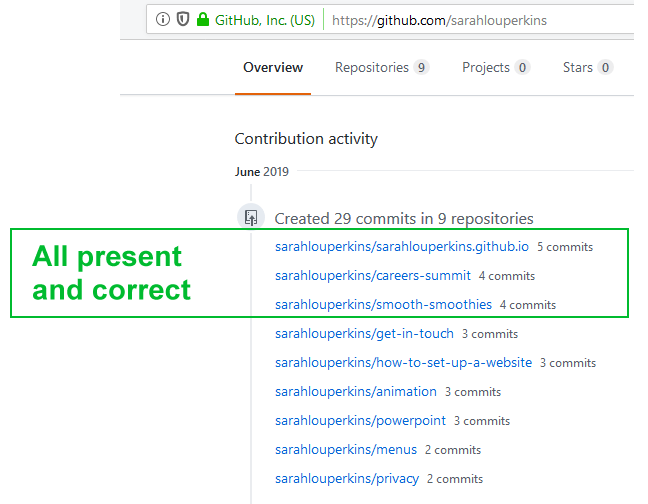 GitHub, Inc. (US) https://github.com/sarahlouperkins
Overview Repositories 9 Projects 0 Stars 0
Contribution activity
June 2019
Created 29 commits in 9 repositories
All present
and correct
sarahlouperkins/sarahlouperkins.github.io 5 commits
sarahlouperkins/careers-summit 4 commits
sarahlouperkins/smooth-smoothies 4 commits
sarahlouperkins/get-in-touch 3 commits
sarahlouperkins/how-to-set-up-a-website 3 commits
sarahlouperkins/animation 3 commits
sarahlouperkins/powerpoint 3 commits
sarahlouperkins/menus 2 commits
sarahlouperkins/privacy 2 commits